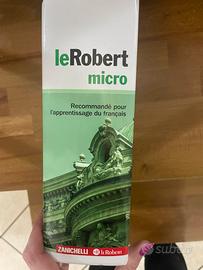 leRobert
micro
Recommandé pour
l'apprentissage du français
ZANICHELLI
le Robert
subito